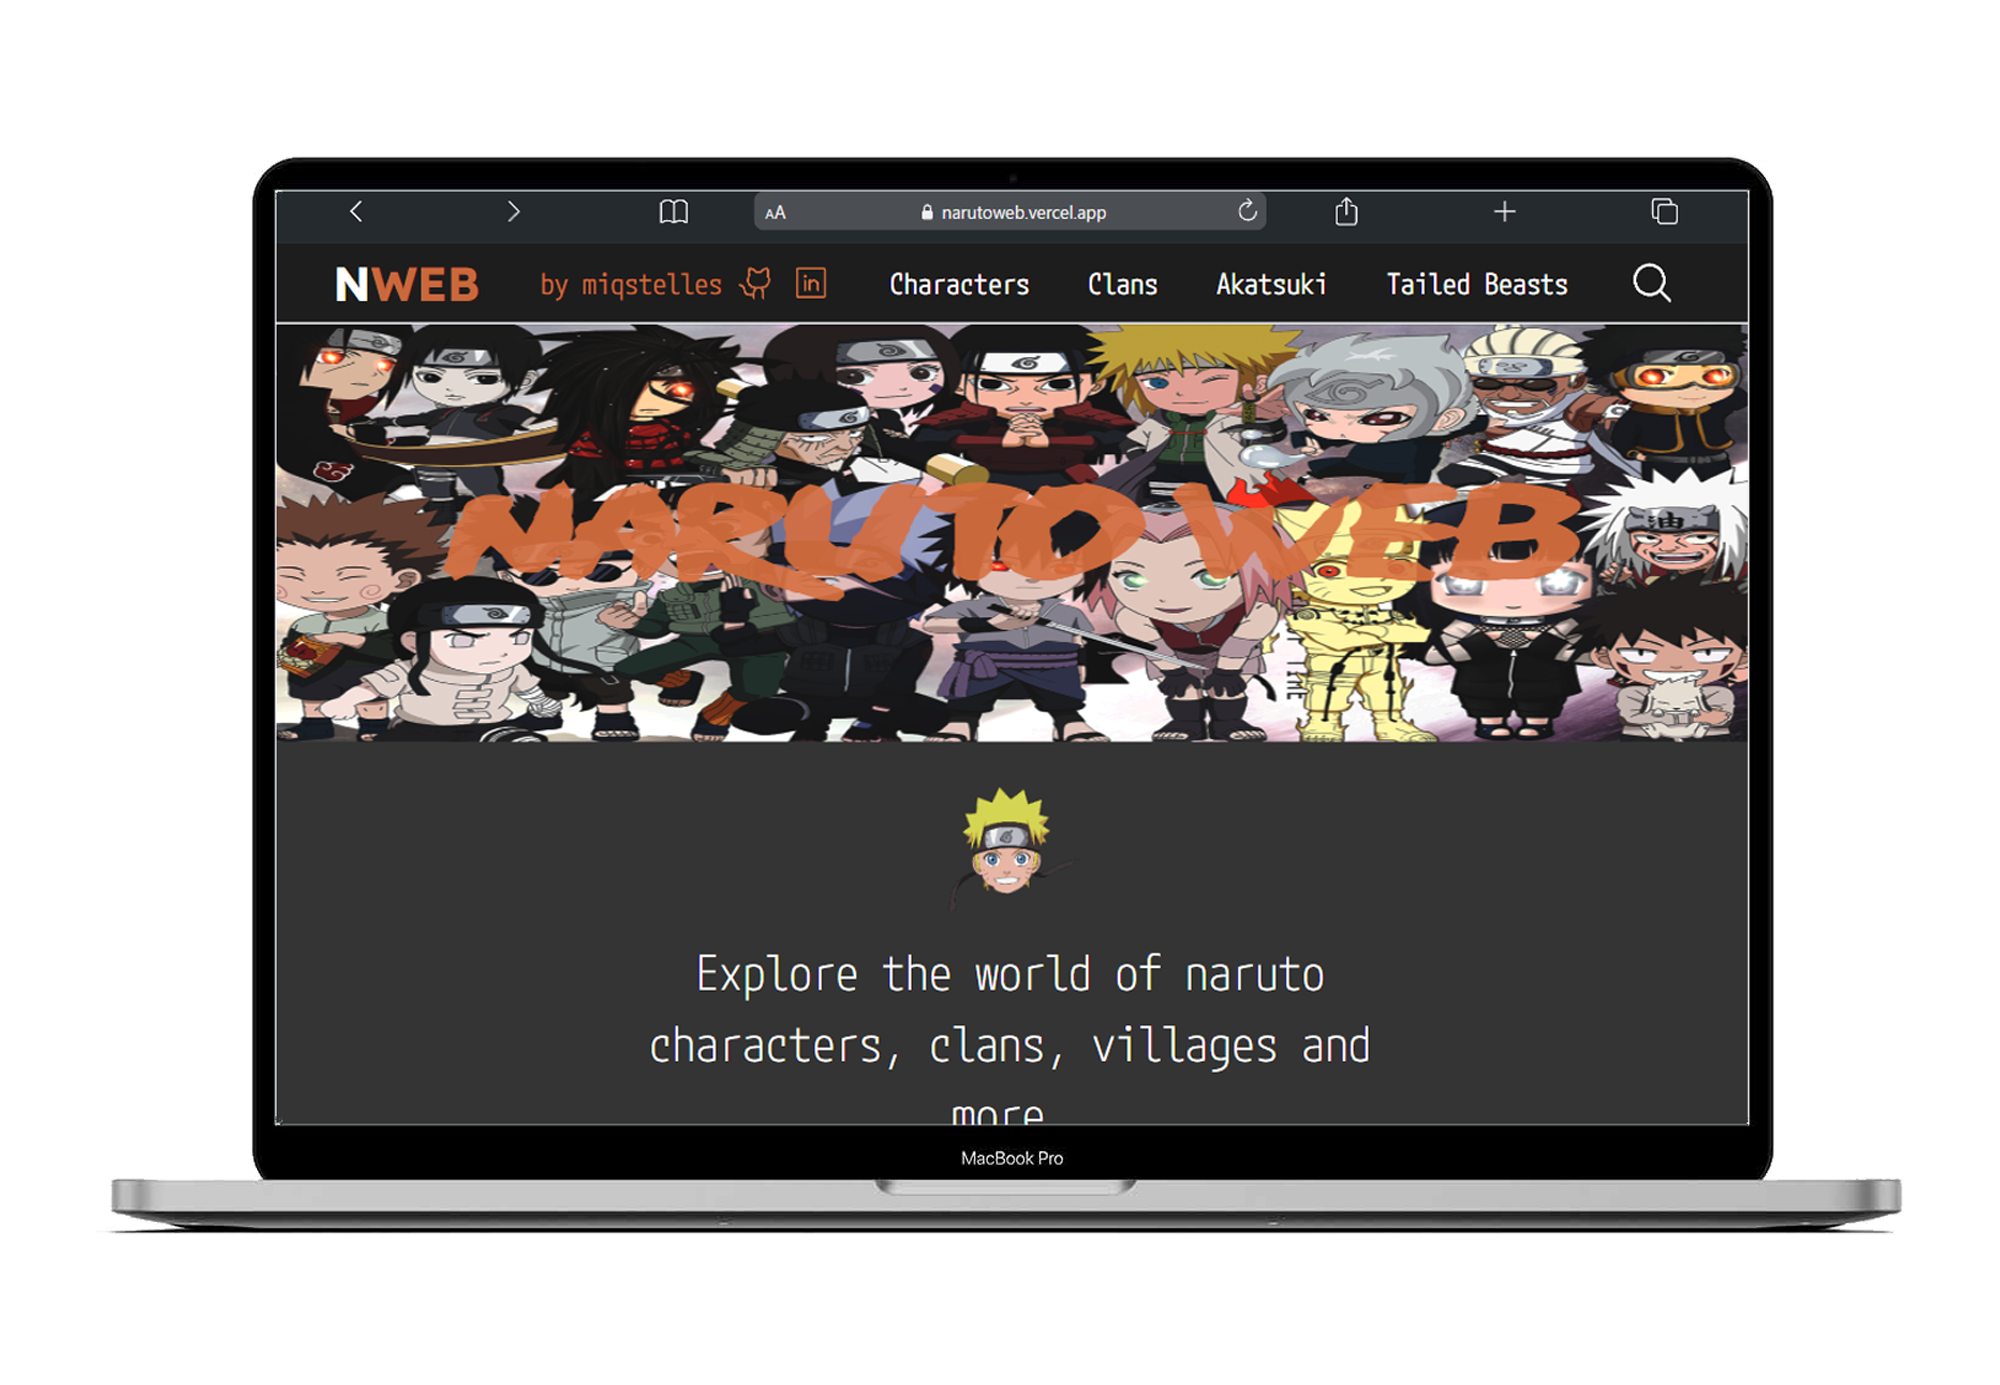 AA narutoweb.vercel.app
NWEB by miqstelles in Characters Clans Akatsuki Tailed Beasts
油
NARUTO WEB
Explore the world of naruto
characters, clans, villages and
more
MacBook Pro